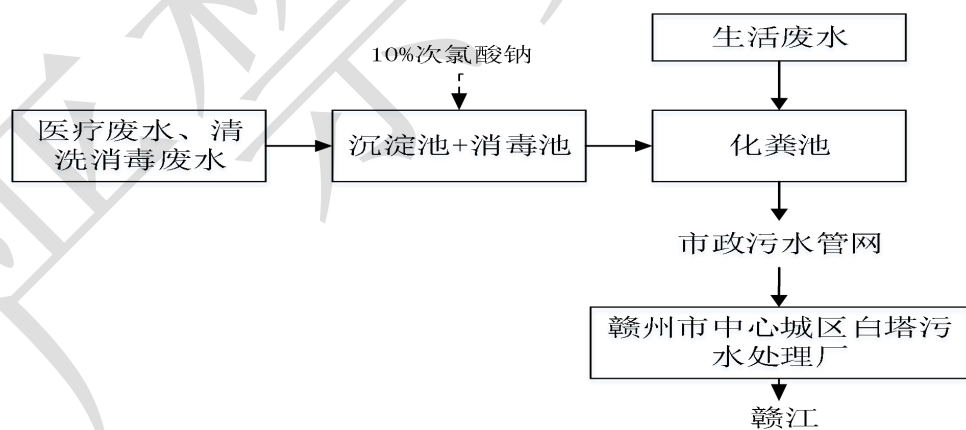 生活废水
10%次氯酸钠
医疗废水、清
洗消毒废水
沉淀池+消毒池
化粪池
市政污水管网
赣州市中心城区白塔污
水处理厂
赣江